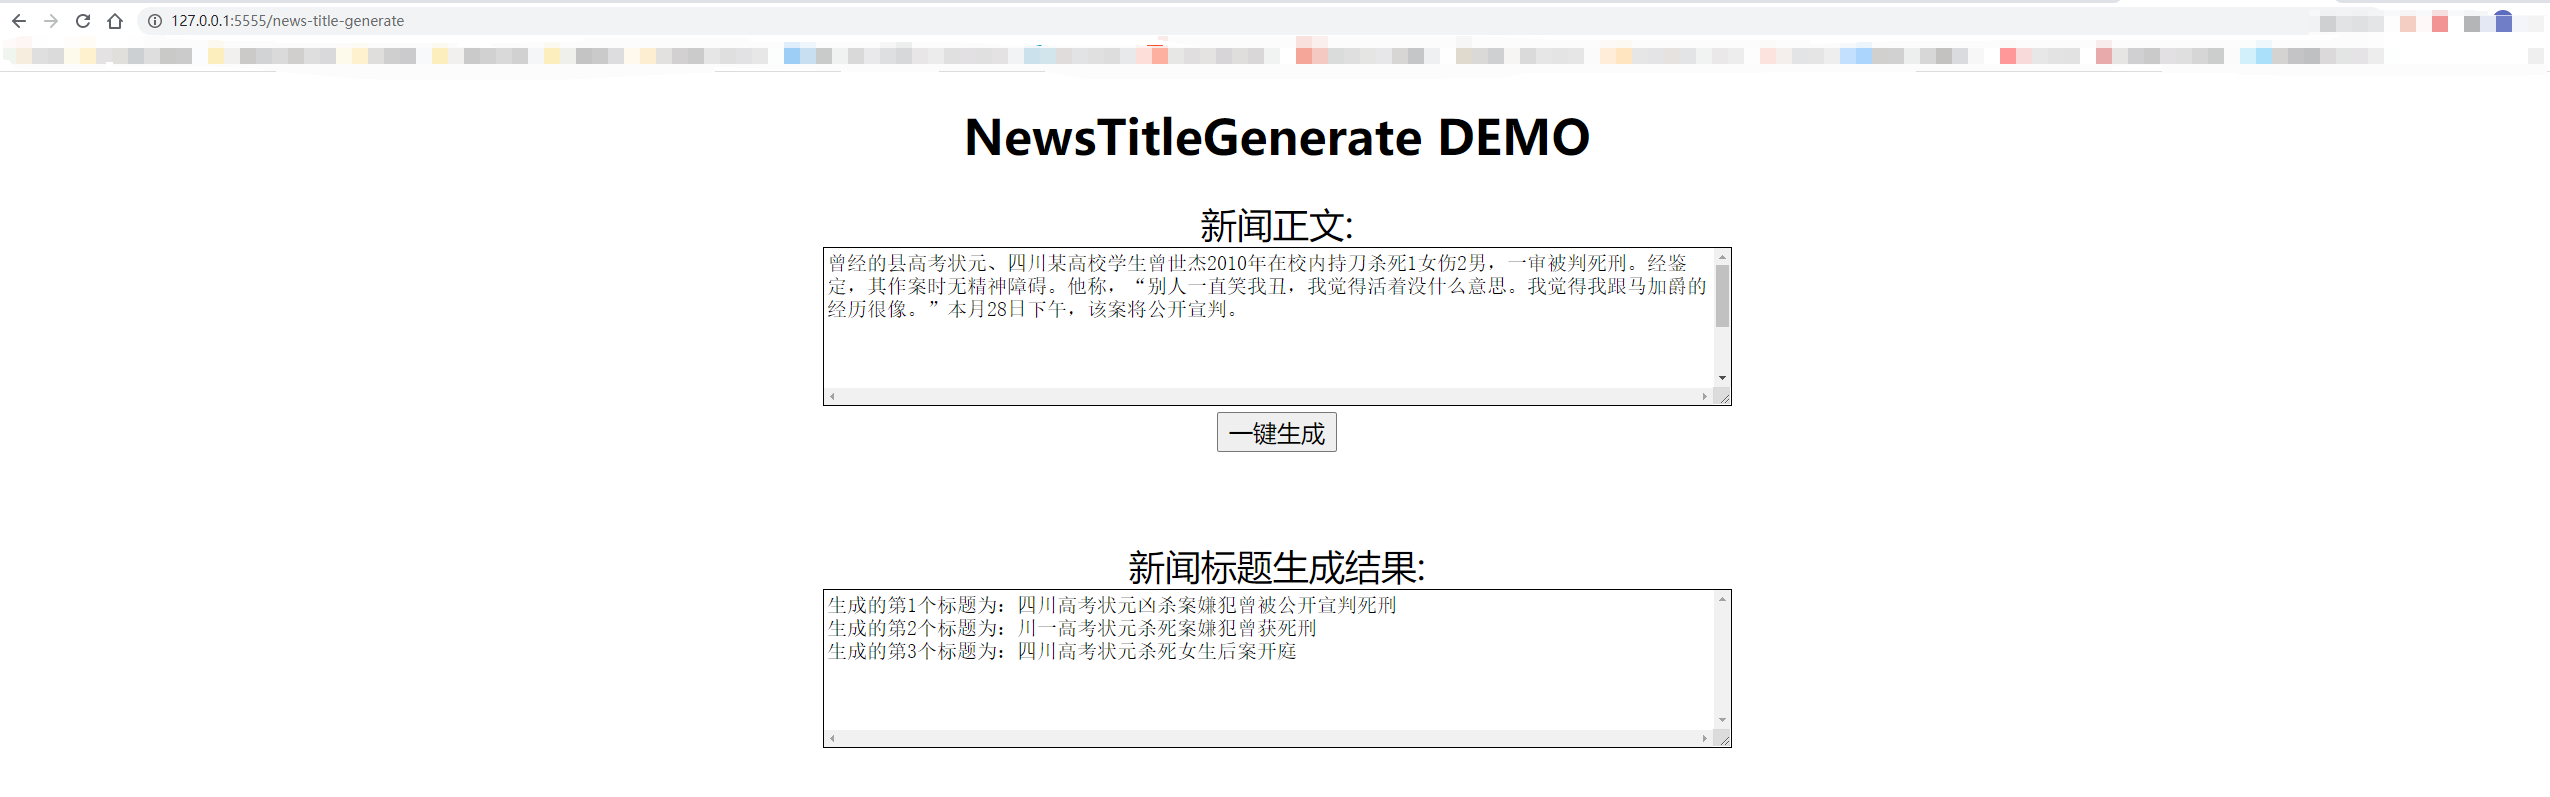 127.0.0.1:5555/news-title-generate
NewsTitleGenerate DEMO
新闻正文:
曾经的县高考状元、四川某高校学生曾世杰2010年在校内持刀杀死1女伤2男，一审被判死刑。经鉴
定，其作案时无精神障碍。他称，“别人一直笑我丑，我觉得活着没什么意思。我觉得我跟马加爵的
经历很像。”本月28日下午，该案将公开宣判。
一键生成
新闻标题生成结果:
生成的第1个标题为：四川高考状元凶杀案嫌犯曾被公开宣判死刑
生成的第2个标题为：川一高考状元杀死案嫌犯曾获死刑
生成的第3个标题为：四川高考状元杀死女生后案开庭